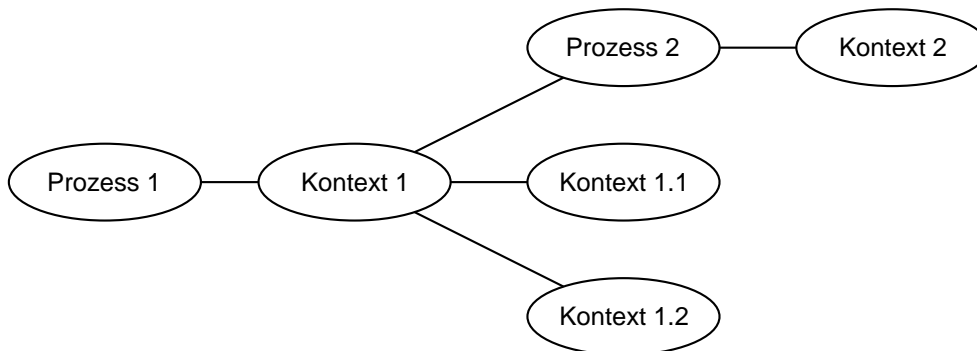 Prozess 2
Kontext 2
Prozess 1
Kontext 1
Kontext 1.1
Kontext 1.2